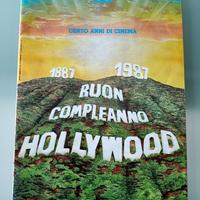 CENTO ANNI DI CINEMA
1887 1987
BUON
COMPLEANNO
HOLLYWOOD